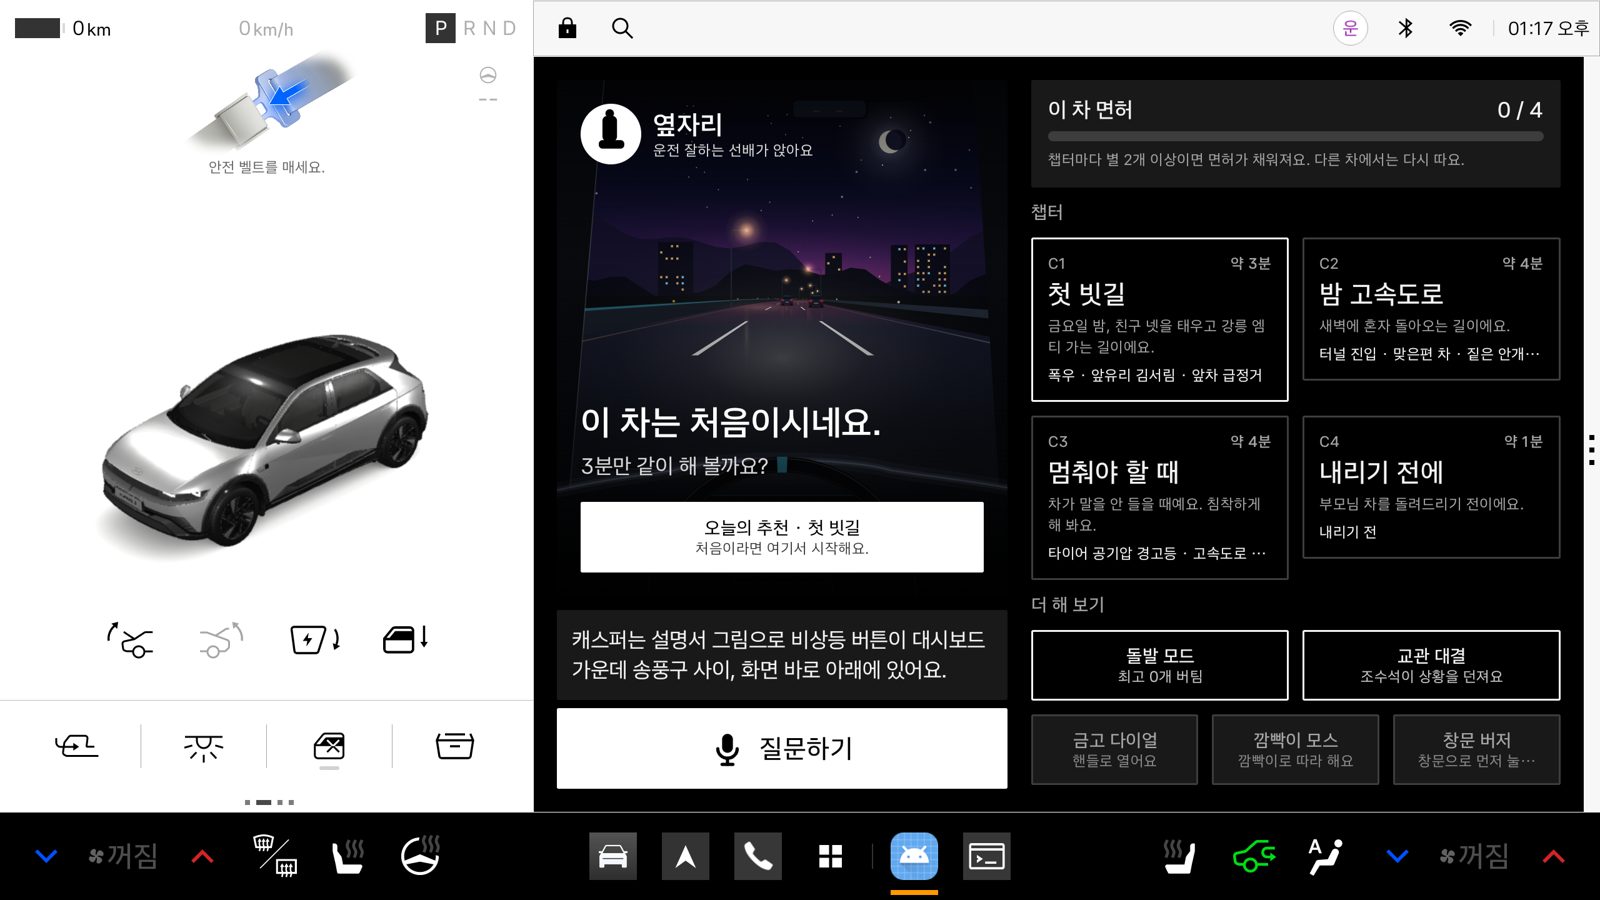 0 km
0 km/h
P R N D
안전 벨트를 매세요.
운
01:17 오후
옆자리
운전 잘하는 선배가 앉아요
이 차는 처음이시네요.
3분만 같이 해 볼까요?
오늘의 추천 · 첫 빗길
처음이라면 여기서 시작해요.
캐스퍼는 설명서 그림으로 비상등 버튼이 대시보드
가운데 송풍구 사이, 화면 바로 아래에 있어요.
질문하기
이 차 면허
0 / 4
챕터마다 별 2개 이상이면 면허가 채워져요. 다른 차에서는 다시 따요.
챕터
C1
약 3분
첫 빗길
금요일 밤, 친구 넷을 태우고 강릉 엠
티 가는 길이에요.
폭우 · 앞유리 김서림 · 앞차 급정거
C2
약 4분
밤 고속도로
새벽에 혼자 돌아오는 길이에요.
터널 진입 · 맞은편 차 · 짙은 안개…
C3
약 4분
멈춰야 할 때
차가 말을 안 들을 때예요. 침착하게
해 봐요.
타이어 공기압 경고등 · 고속도로 …
C4
약 1분
내리기 전에
부모님 차를 돌려드리기 전이에요.
내리기 전
더 해 보기
돌발 모드
최고 0개 버팀
교관 대결
조수석이 상황을 던져요
금고 다이얼
핸들로 열어요
깜빡이 모스
깜빡이로 따라 해요
창문 버저
창문으로 먼저 눌…
꺼짐
A
꺼짐